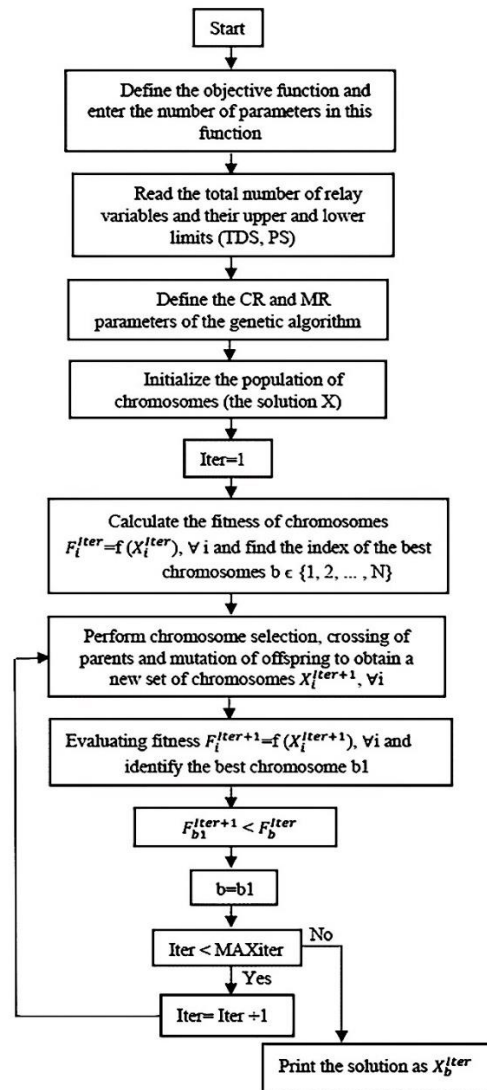 Start
Define the objective function and
enter the number of parameters in this
function
Read the total number of relay
variables and their upper and lower
limits (TDS, PS)
Define the CR and MR
parameters of the genetic algorithm
Initialize the population of
chromosomes (the solution X)
Iter=1
Calculate the fitness of chromosomes
F_i^{Iter}=f (X_i^{Iter}), ∀ i and find the index of the best
chromosomes b ϵ {1, 2, ... , N}
Perform chromosome selection, crossing of
parents and mutation of offspring to obtain a
new set of chromosomes X_i^{Iter+1}, ∀i
Evaluating fitness F_i^{Iter+1}=f (X_i^{Iter+1}), ∀i and
identify the best chromosome b1
F_{b1}^{Iter+1} < F_b^{Iter}
b=b1
Iter < MAXiter
No
Yes
Iter= Iter +1
Print the solution as X_b^{Iter}